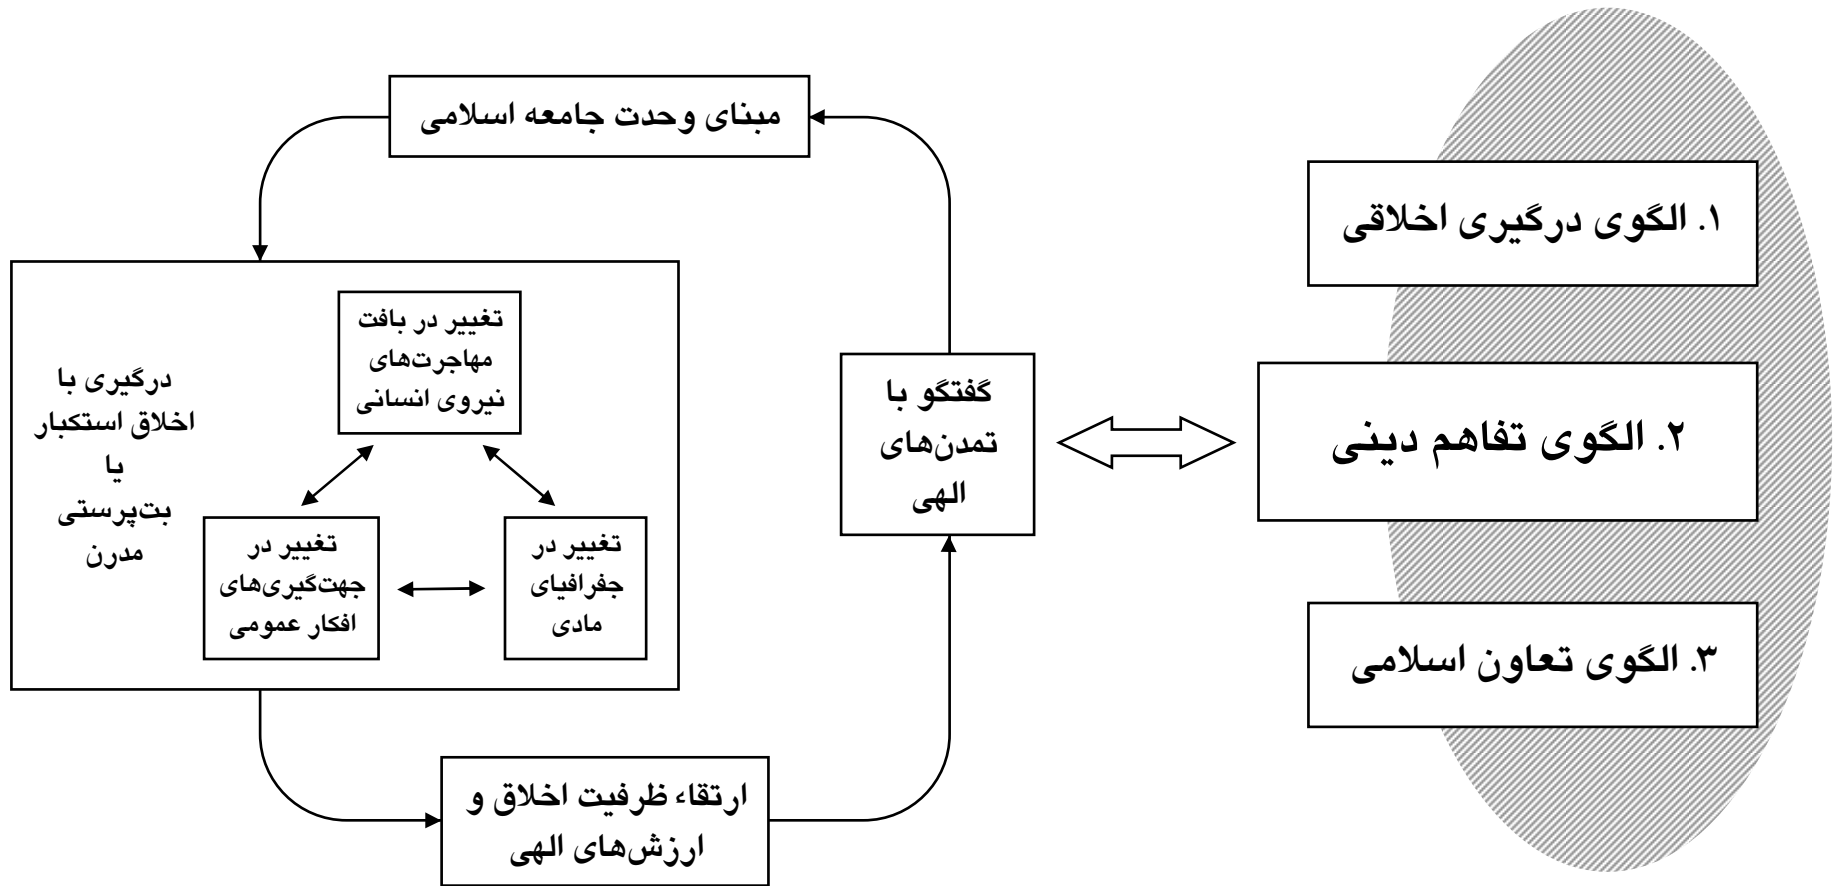 مبنای وحدت جامعه اسلامی
۱. الگوی درگیری اخلاقی
۲. الگوی تفاهم دینی
۳. الگوی تعاون اسلامی
گفتگو با
تمدن‌های
الهی
درگیری با
اخلاق استکبار
یا
بت‌پرستی
مدرن
تغییر در بافت
مهاجرت‌های
نیروی انسانی
تغییر در
جغرافیای
مادی
تغییر در
جهت‌گیری‌های
افکار عمومی
ارتقاء ظرفیت اخلاق و
ارزش‌های الهی